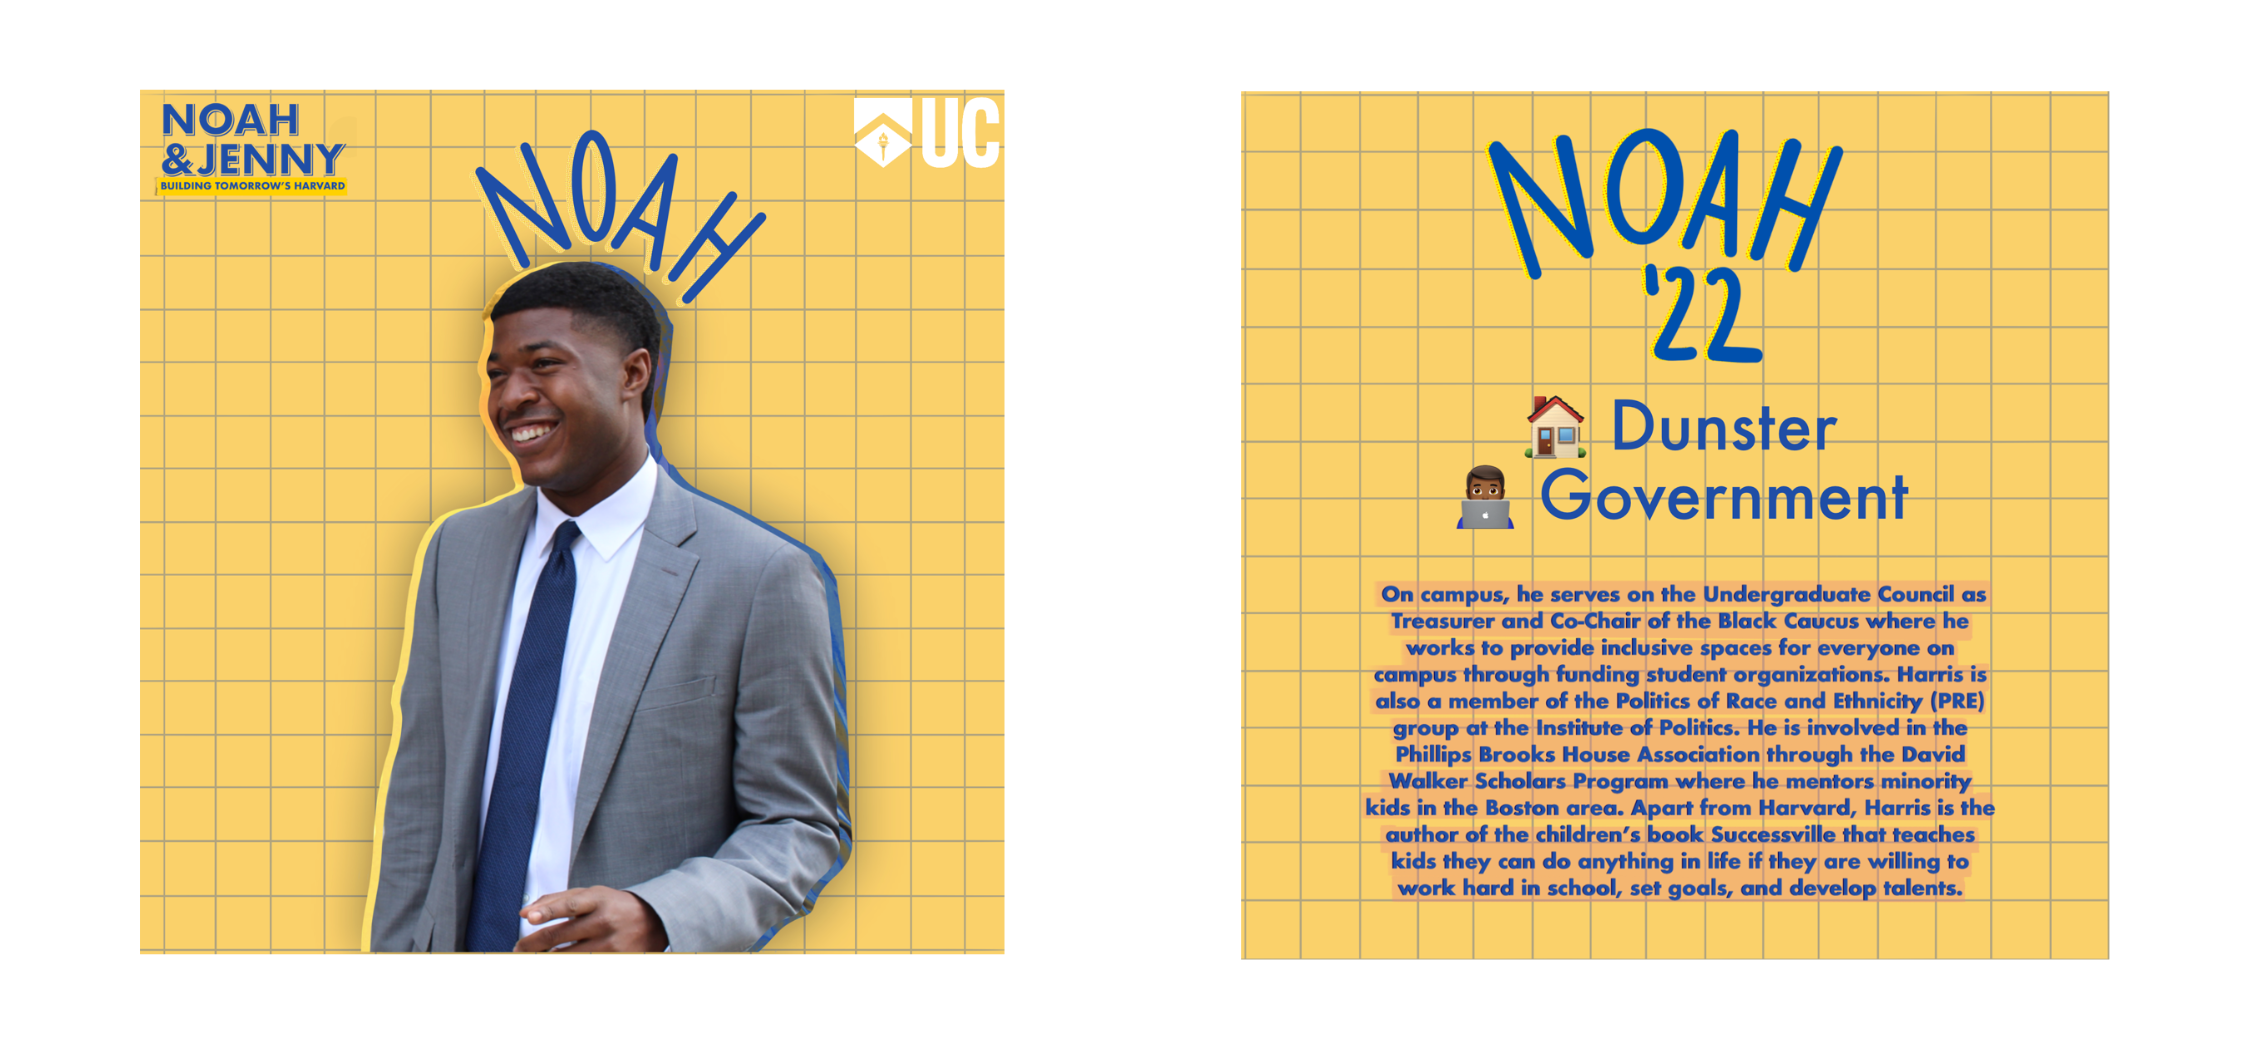 NOAH
&JENNY
BUILDING TOMORROW'S HARVARD
UC
NOAH
NOAH
'22
Dunster
Government
On campus, he serves on the Undergraduate Council as
Treasurer and Co-Chair of the Black Caucus where he
works to provide inclusive spaces for everyone on
campus through funding student organizations. Harris is
also a member of the Politics of Race and Ethnicity (PRE)
group at the Institute of Politics. He is involved in the
Phillips Brooks House Association through the David
Walker Scholars Program where he mentors minority
kids in the Boston area. Apart from Harvard, Harris is the
author of the children's book Successville that teaches
kids they can do anything in life if they are willing to
work hard in school, set goals, and develop talents.